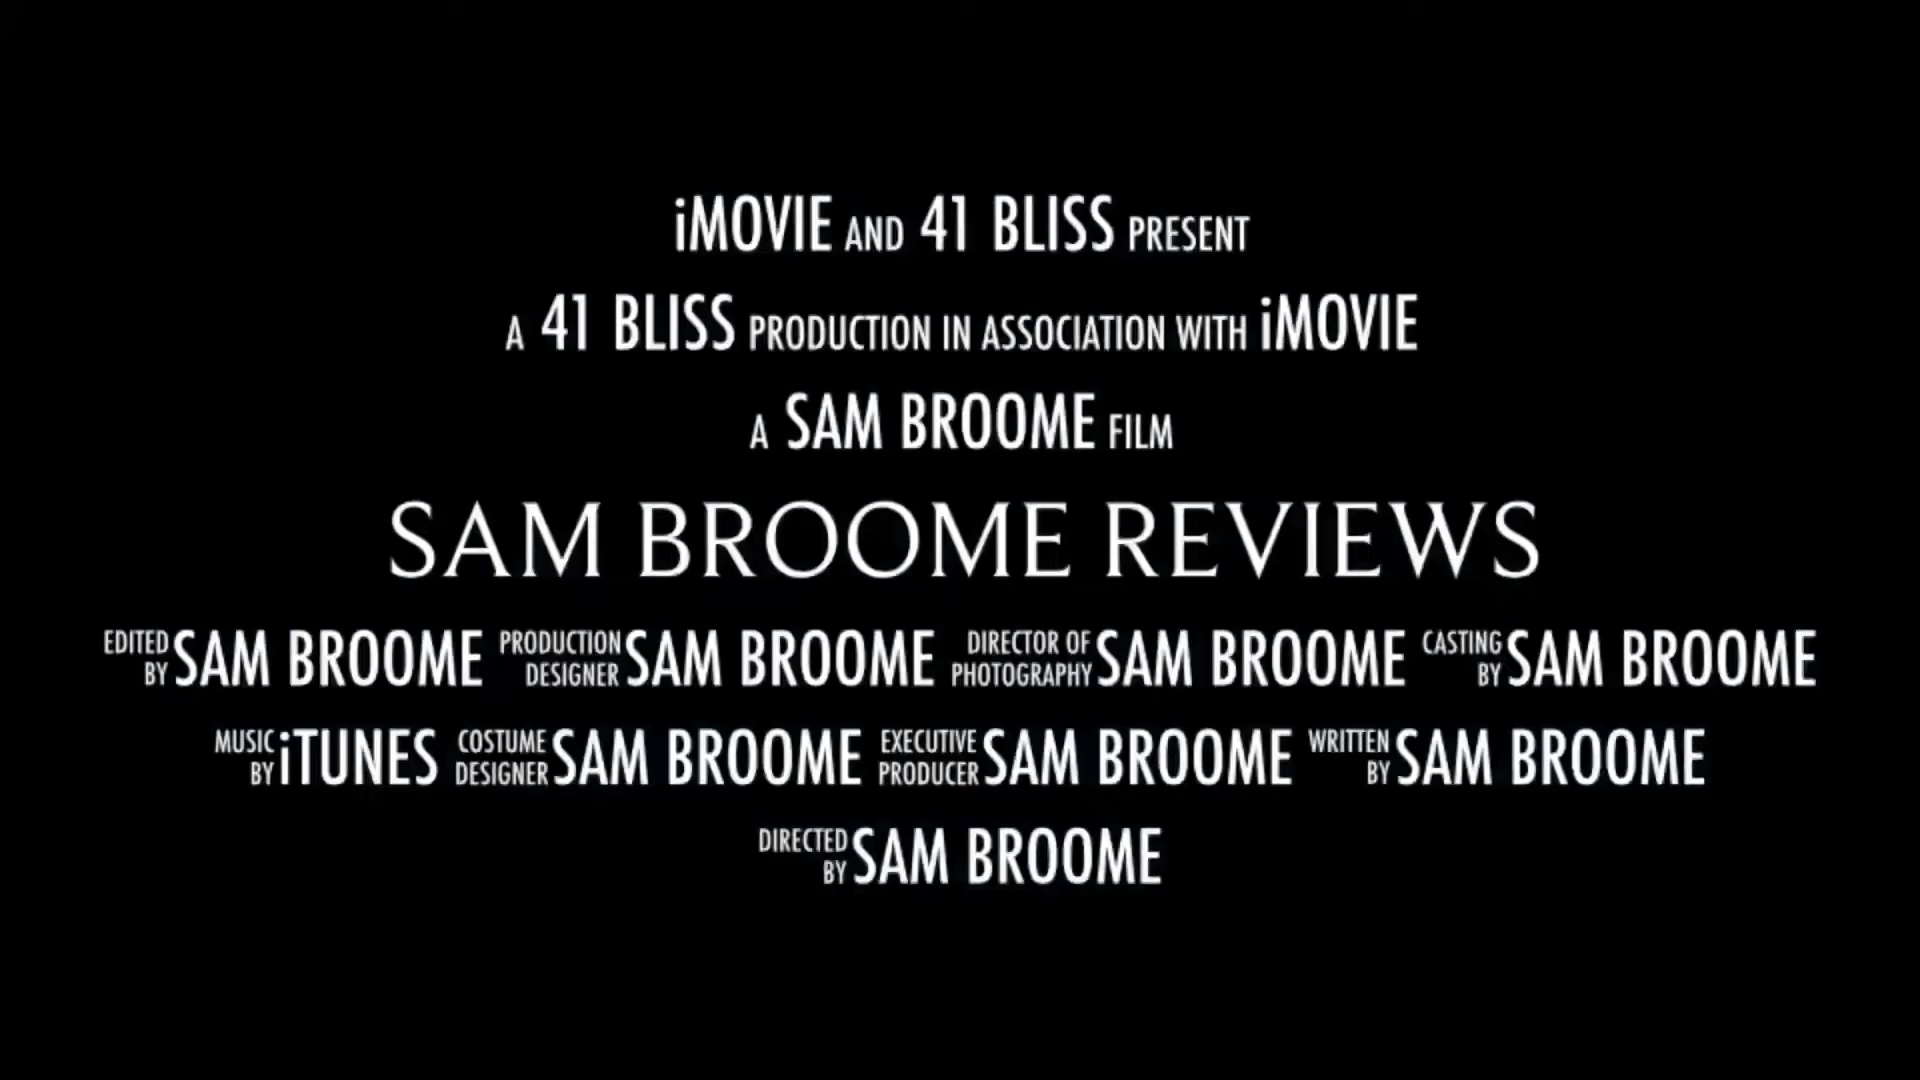 iMOVIE AND 41 BLISS PRESENT
A 41 BLISS PRODUCTION IN ASSOCIATION WITH iMOVIE
A SAM BROOME FILM
SAM BROOME REVIEWS
EDITED BY SAM BROOME PRODUCTION DESIGNER SAM BROOME DIRECTOR OF PHOTOGRAPHY SAM BROOME CASTING BY SAM BROOME
MUSIC BY iTUNES COSTUME DESIGNER SAM BROOME EXECUTIVE PRODUCER SAM BROOME WRITTEN BY SAM BROOME
DIRECTED BY SAM BROOME